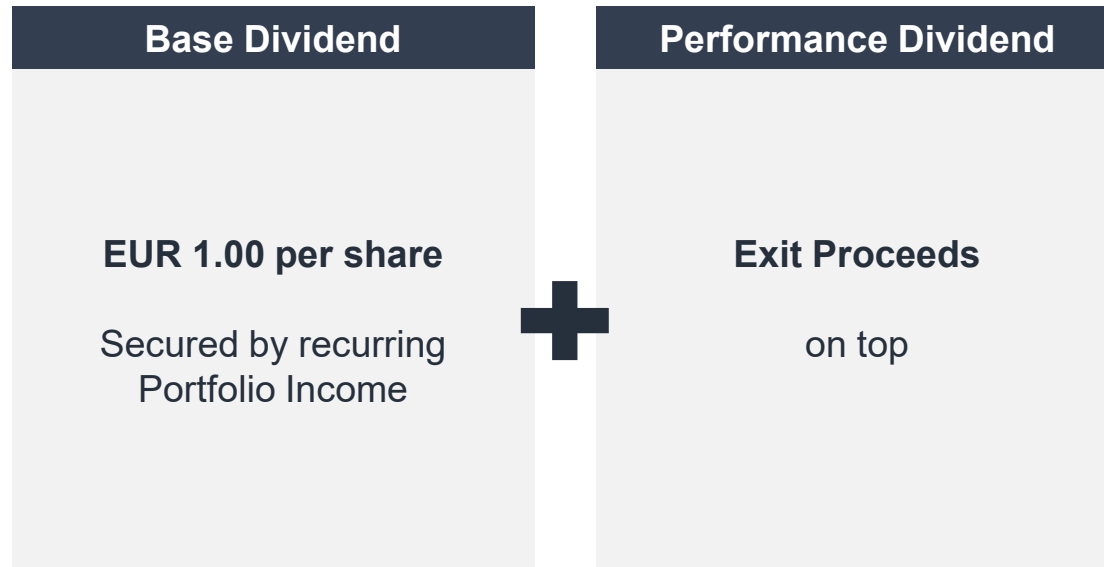 Base Dividend
EUR 1.00 per share
Secured by recurring
Portfolio Income
Performance Dividend
Exit Proceeds
on top